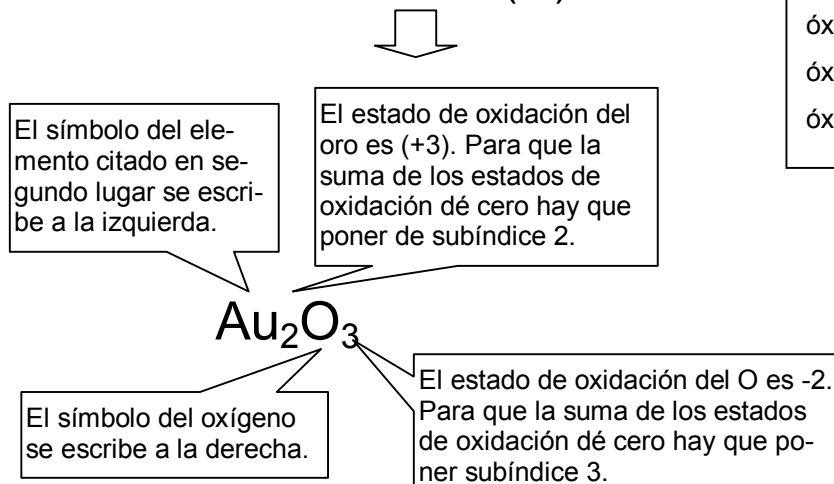 óx
óx
óx
El símbolo del ele-
mento citado en se-
gundo lugar se escri-
be a la izquierda.
El estado de oxidación del
oro es (+3). Para que la
suma de los estados de
oxidación dé cero hay que
poner de subíndice 2.
Au₂O₃
El símbolo del oxígeno
se escribe a la derecha.
El estado de oxidación del O es -2.
Para que la suma de los estados
de oxidación dé cero hay que po-
ner subíndice 3.